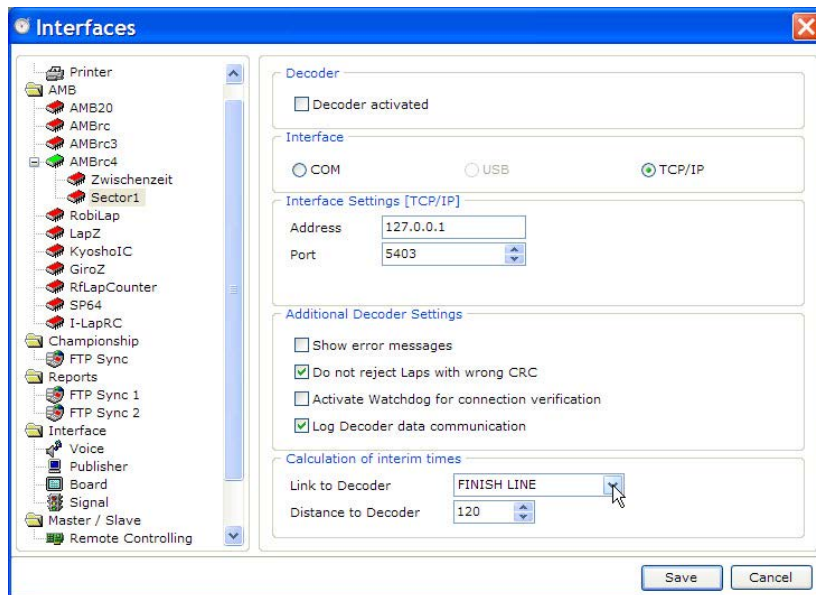 Interfaces
Printer
AMB
AMB20
AMBrc
AMBrc3
AMBrc4
Zwischenzeit
Sector1
RobiLap
LapZ
KyoshoIC
GiroZ
RfLapCounter
SP64
I-LapRC
Championship
FTP Sync
Reports
FTP Sync 1
FTP Sync 2
Interface
Voice
Publisher
Board
Signal
Master / Slave
Remote Controlling
Decoder
Decoder activated
Interface
COM USB TCP/IP
Interface Settings [TCP/IP]
Address 127.0.0.1
Port 5403
Additional Decoder Settings
Show error messages
Do not reject Laps with wrong CRC
Activate Watchdog for connection verification
Log Decoder data communication
Calculation of interim times
Link to Decoder FINISH LINE
Distance to Decoder 120
Save Cancel